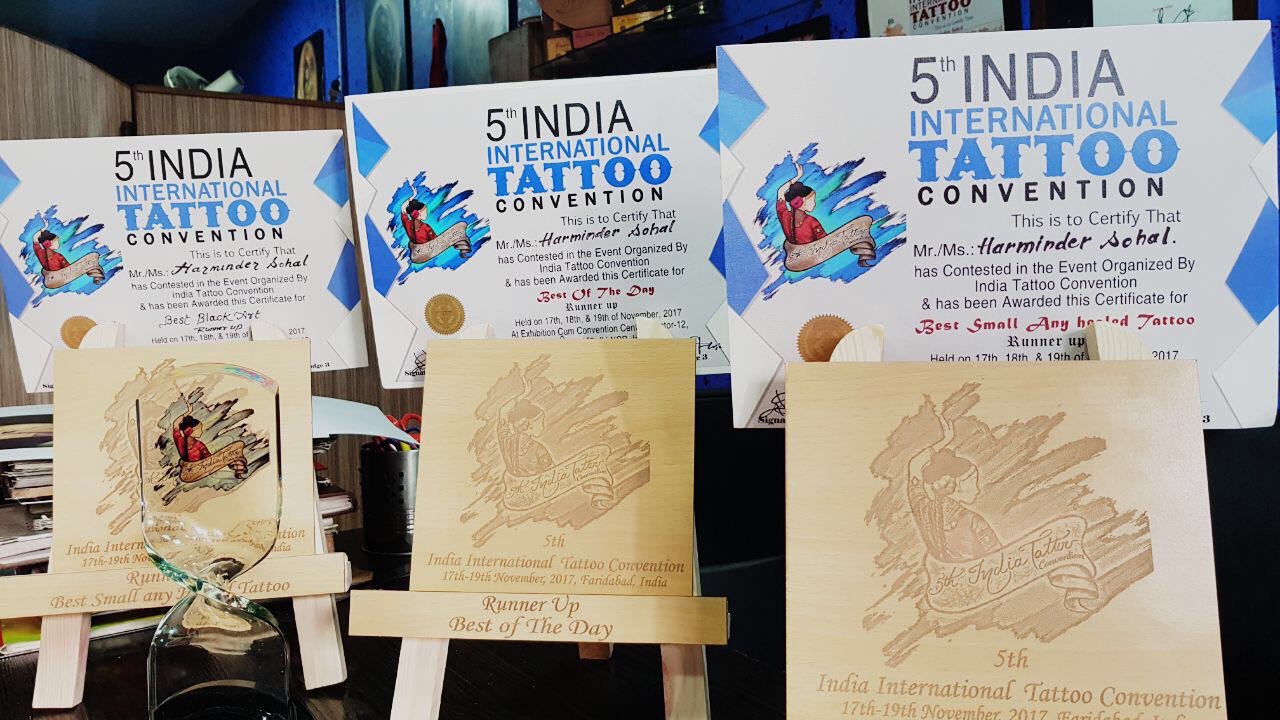 TATTOO
CONVENTION
5th INDIA
INTERNATIONAL
TATTOO
CONVENTION
This is to Certify That
Mr./Ms.: Harminder Sohal
has Contested in the Event Organized By
India Tattoo Convention
& has been Awarded this Certificate for
Best Black Art
Runner up
Held on 17th, 18th, & 19th of 2017
5th INDIA
INTERNATIONAL
TATTOO
CONVENTION
This is to Certify That
Mr./Ms.: Harminder Sohal
has Contested in the Event Organized By
India Tattoo Convention
& has been Awarded this Certificate for
Best Of The Day
Runner up
Held on 17th, 18th, & 19th of November, 2017
At Exhibition Cum Convention
5th INDIA
INTERNATIONAL
TATTOO
CONVENTION
This is to Certify That
Mr./Ms.: Harminder Sohal.
has Contested in the Event Organized By
India Tattoo Convention
& has been Awarded this Certificate for
Best Small Any healed Tattoo
Runner up
Held on 17th, 18th, & 19th 2017
India
17th-19th
Best Small any Tattoo
5th India Tattoo
Convention
5th
India International Tattoo Convention
17th-19th November, 2017, Faridabad, India
Runner Up
Best of The Day
5th India Tattoo
Convention
5th
India International Tattoo Convention
17th-19th November, 2017, Faridabad, India